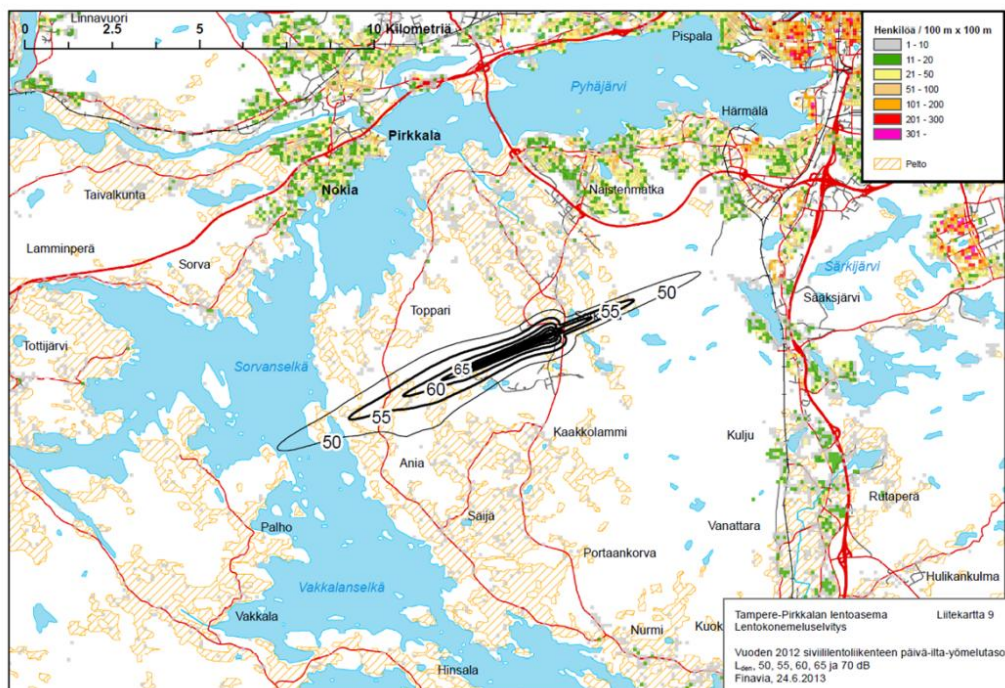 Linnavuori
0 2.5 5 10 Kilometriä
Pispala
Pyhäjärvi
Härmälä
Pirkkala
Nokia
Naistenmatka
Taivalkunta
Lamminperä
Sorva
Särkijärvi
Sääksjärvi
Toppari
Tottijärvi
Sorvanselkä
50
55
65
60
55
50
Kaakkolammi
Kulju
Ania
Rutaperä
Säijä
Palho
Vanattara
Portaankorva
Hulikankulma
Vakkalanselkä
Vakkala
Nurmi
Kuok
Hinsala
Henkilöa / 100 m x 100 m
1 - 10
11 - 20
21 - 50
51 - 100
101 - 200
201 - 300
301 -
Pelto
Tampere-Pirkkalan lentoasema Liitekartta 9
Lentokonemeluselvitys
Vuoden 2012 siviililentoliikenteen päivä-ilta-yömelutaso
Lden, 50, 55, 60, 65 ja 70 dB
Finavia, 24.6.2013